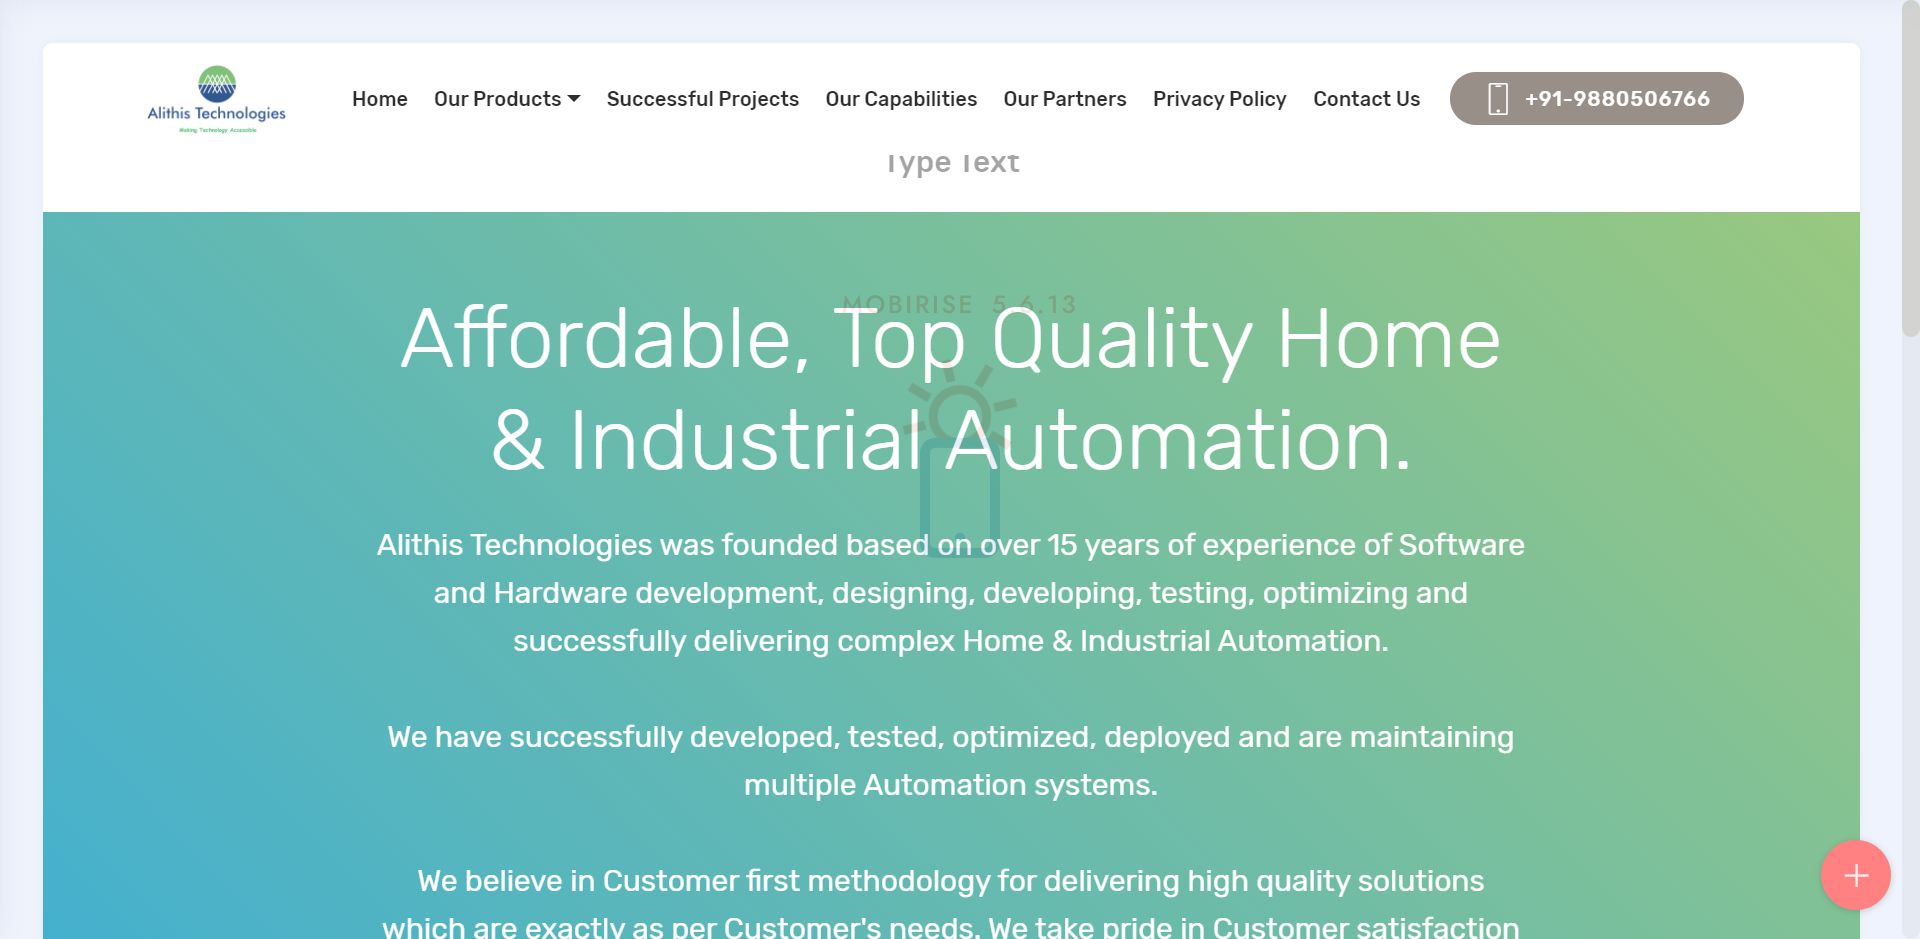 Alithis Technologies
Making Technology Accessible
Home
Our Products
Successful Projects
Our Capabilities
Our Partners
Privacy Policy
Contact Us
+91-9880506766
Type Text
MOBIRISE 5.6.13
Affordable, Top Quality Home
& Industrial Automation.
Alithis Technologies was founded based on over 15 years of experience of Software
and Hardware development, designing, developing, testing, optimizing and
successfully delivering complex Home & Industrial Automation.
We have successfully developed, tested, optimized, deployed and are maintaining
multiple Automation systems.
We believe in Customer first methodology for delivering high quality solutions
which are exactly as per Customer's needs. We take pride in Customer satisfaction